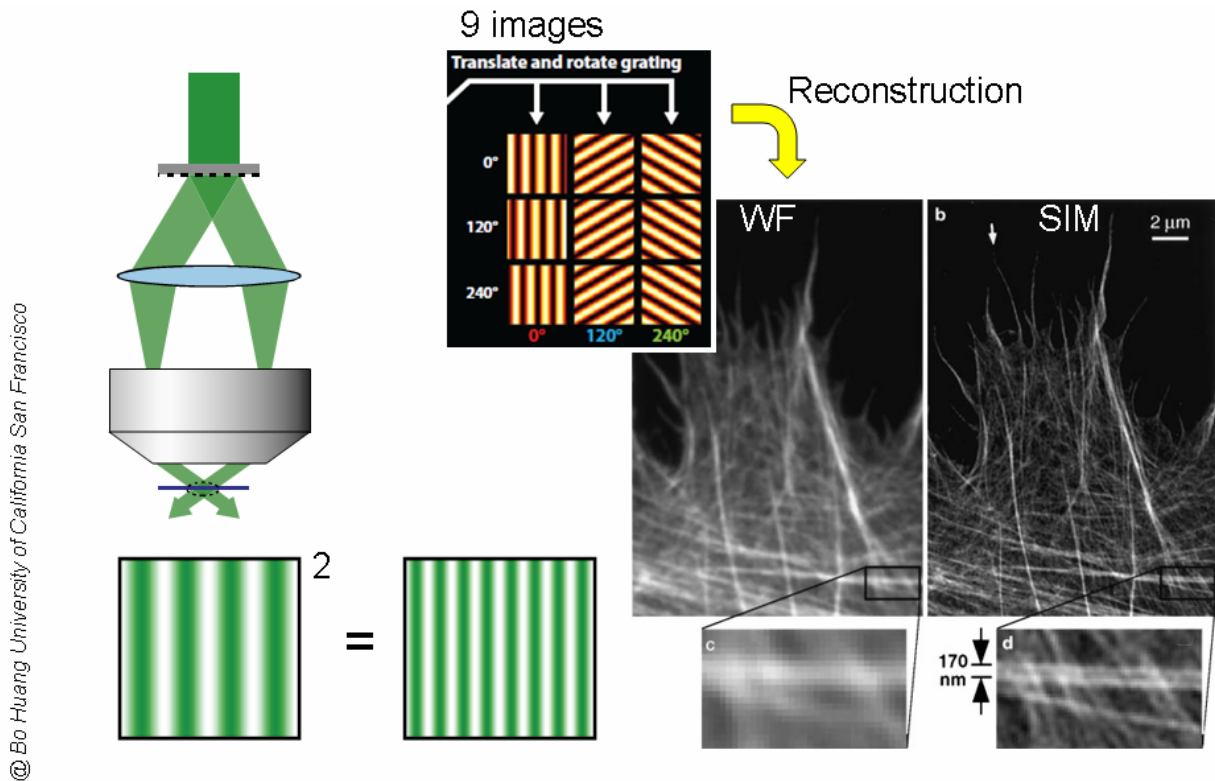 9 images
Translate and rotate grating
0°
120°
240°
0° 120° 240°
Reconstruction
WF
b
SIM
2 μm
2
=
c
170
nm
d
@ Bo Huang University of California San Francisco